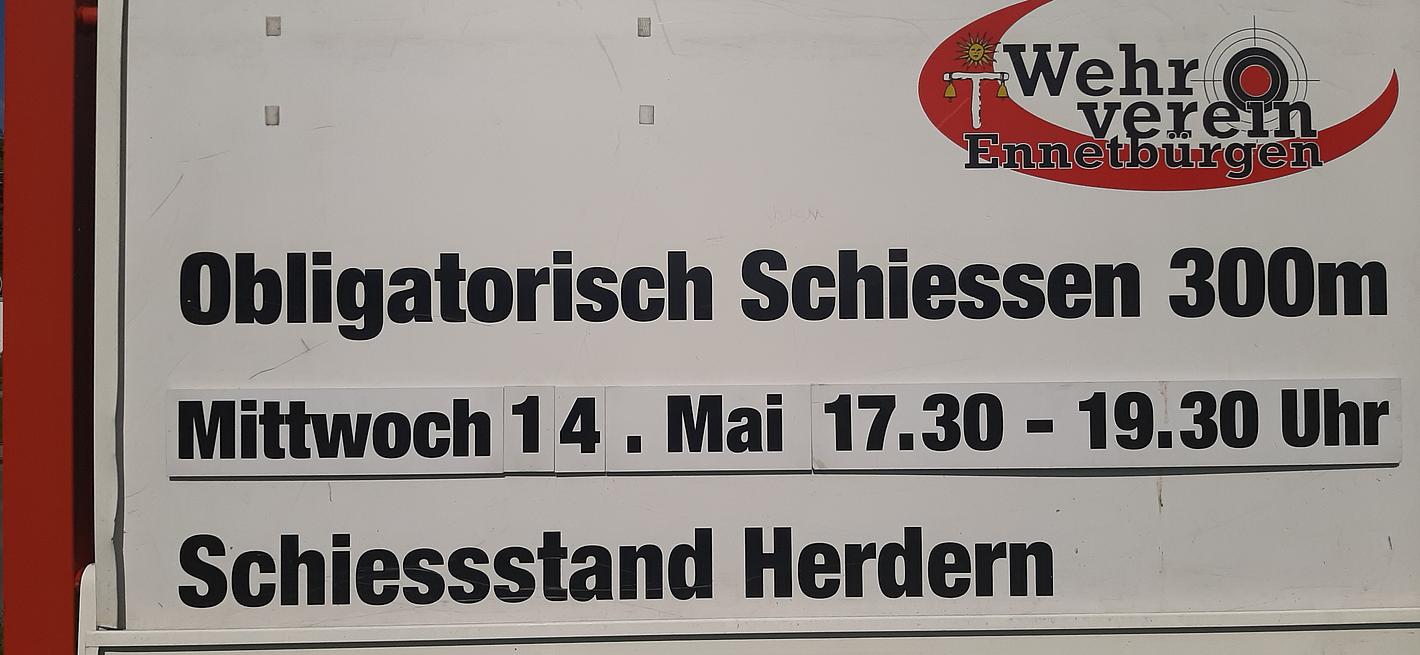 Wehr
verein
Ennetbürgen
Obligatorisch Schiessen 300m
Mittwoch 14. Mai 17.30 - 19.30 Uhr
Schiessstand Herdern